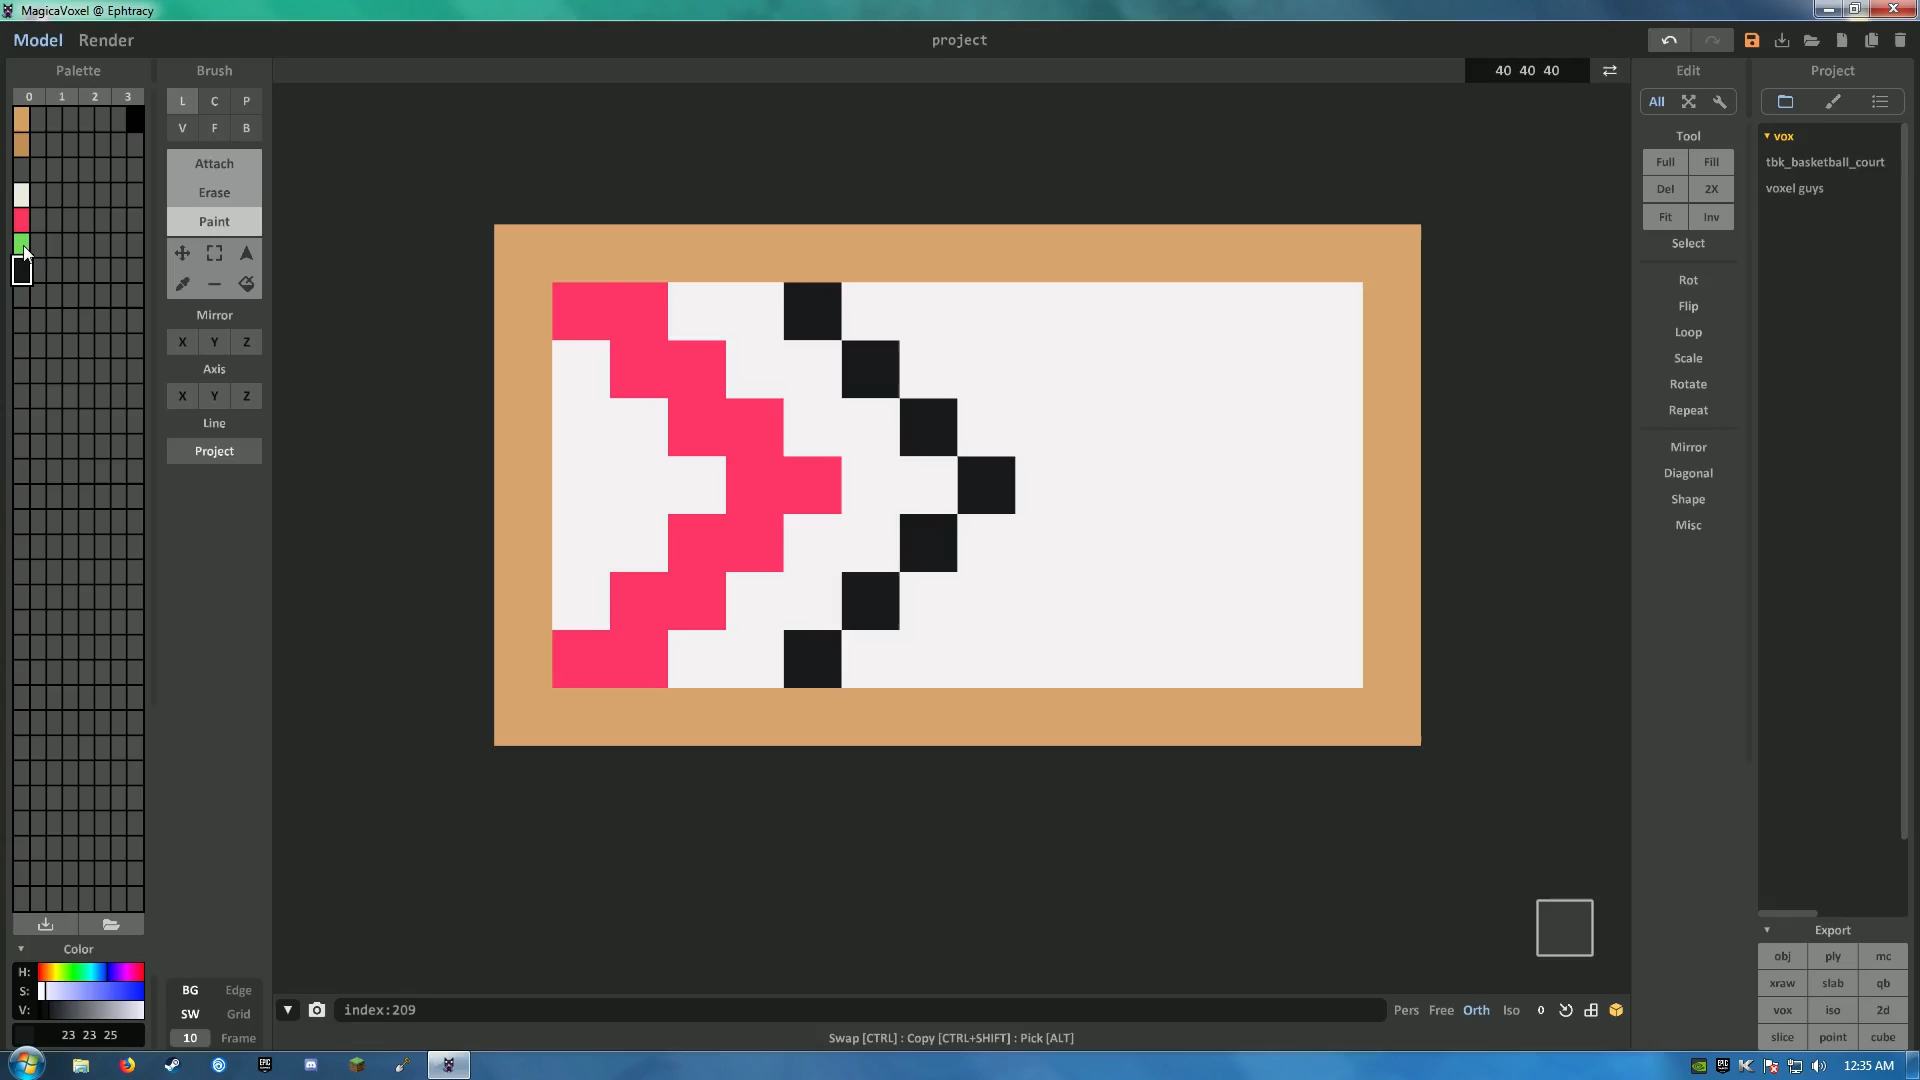 MagicaVoxel @ Ephtracy
Model Render
project
Palette
0 1 2 3
Color
H:
S:
V:
23 23 25
Brush
L C P
V F B
Attach
Erase
Paint
Mirror
X Y Z
Axis
X Y Z
Line
Project
BG Edge
SW Grid
10 Frame
40 40 40
index:209
Pers Free Orth Iso 0
Swap [CTRL] : Copy [CTRL+SHIFT] : Pick [ALT]
Edit
All
Tool
Full Fill
Del 2X
Fit Inv
Select
Rot
Flip
Loop
Scale
Rotate
Repeat
Mirror
Diagonal
Shape
Misc
Project
vox
tbk_basketball_court
voxel guys
Export
obj ply mc
xraw slab qb
vox iso 2d
slice point cube
EPIC
12:35 AM